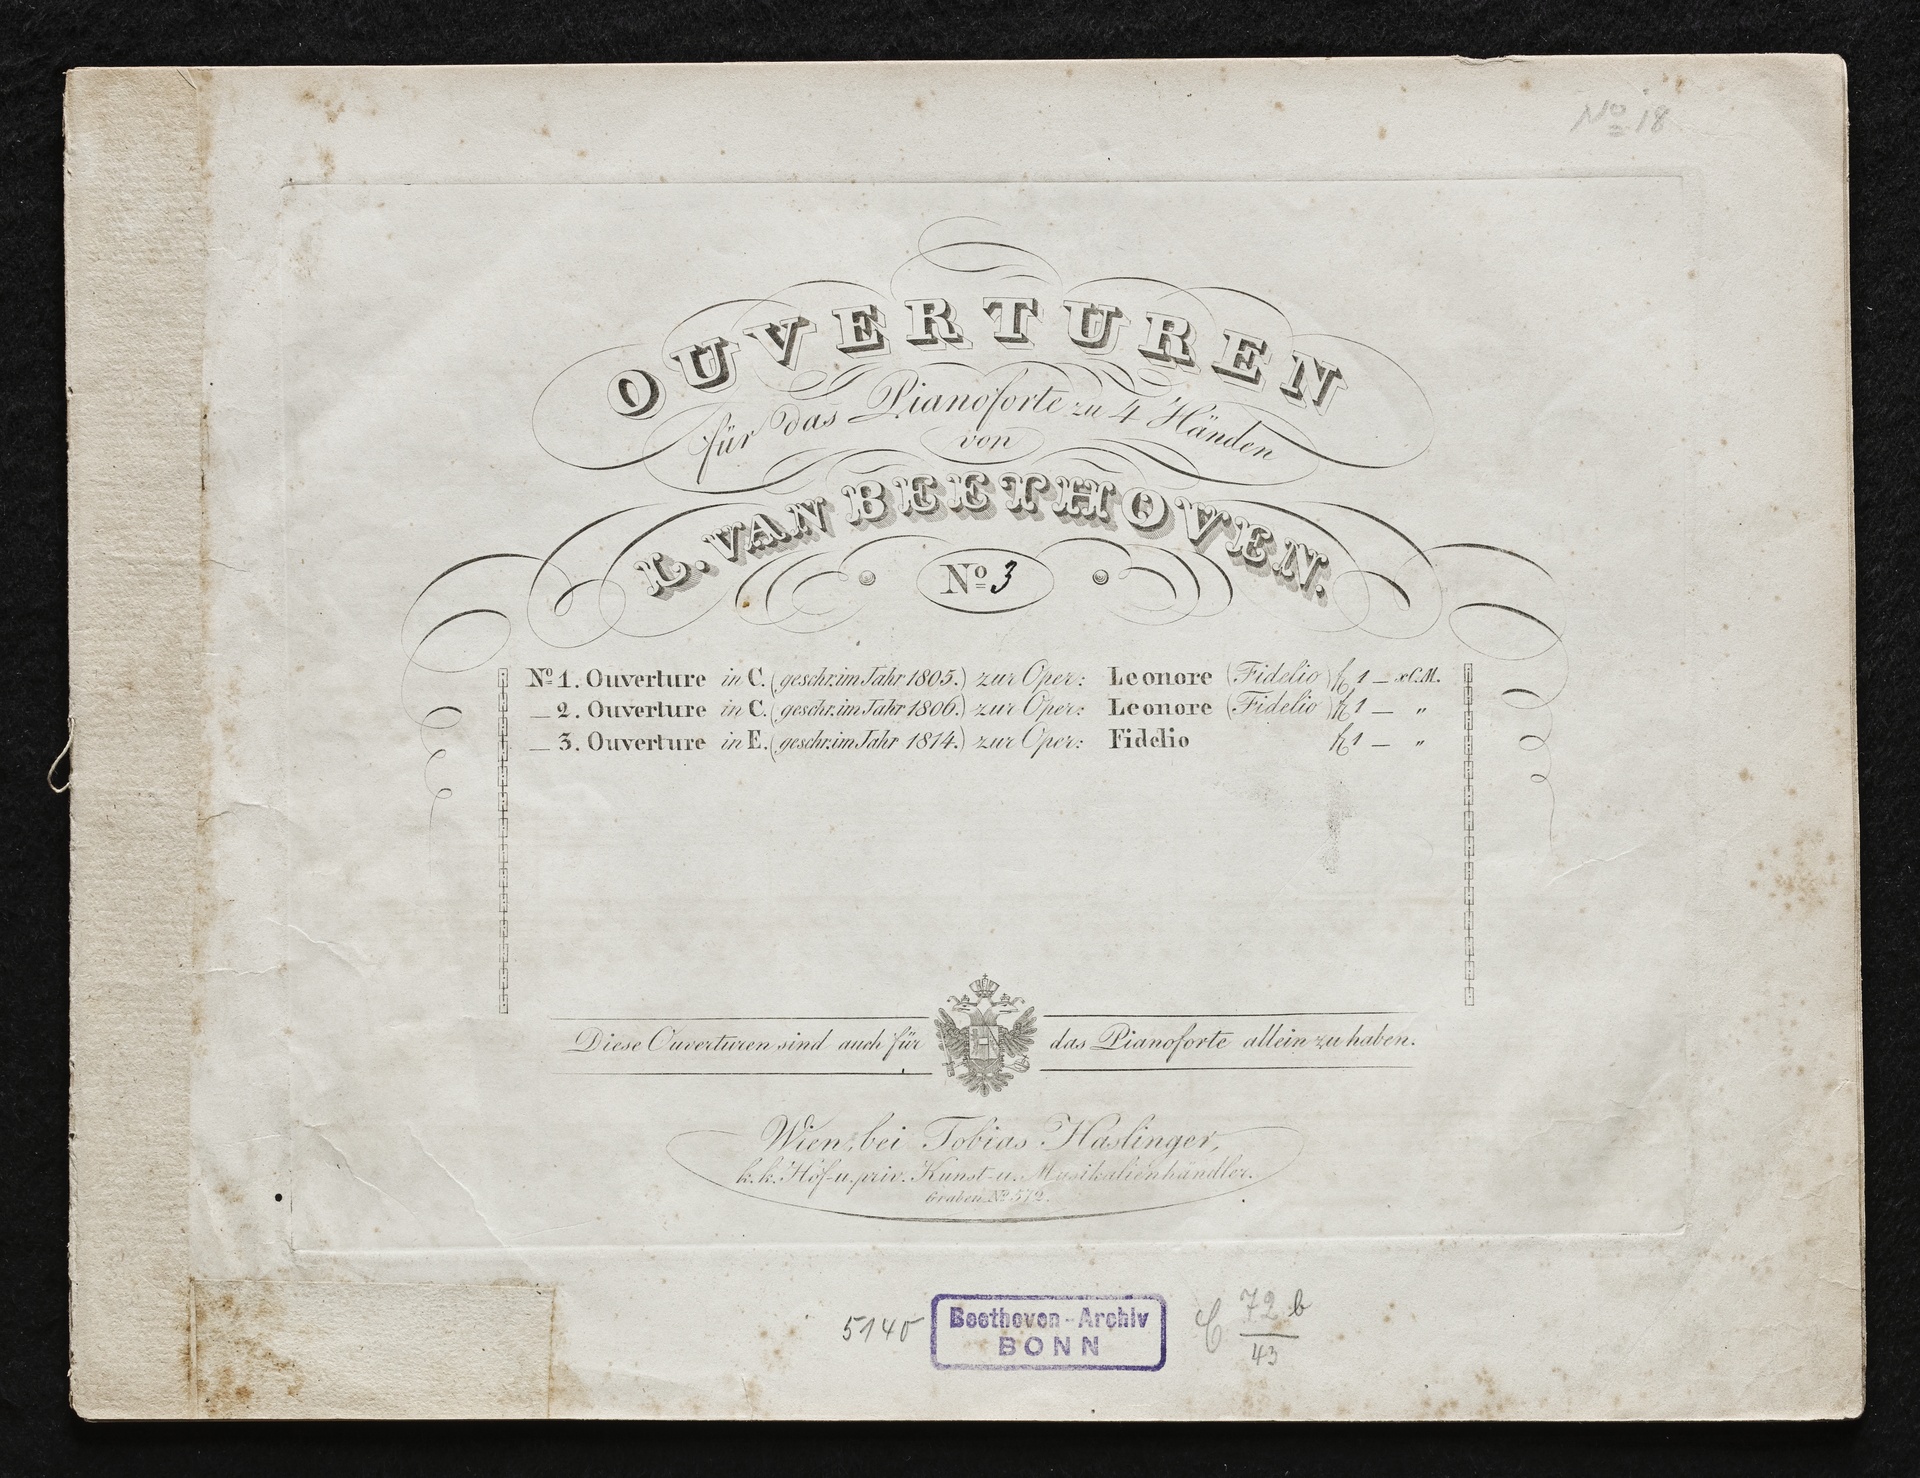 No 18
OUVERTUREN
für das Pianoforte zu 4 Händen
von
L. VAN BEETHOVEN.
No 3
No 1. Ouverture in C. (geschr. im Jahr 1805.) zur Oper: Leonore (Fidelio) f 1 _ x C.M.
_ 2. Ouverture in C. (geschr. im Jahr 1806.) zur Oper: Leonore (Fidelio) f 1 _ "
_ 3. Ouverture in E. (geschr. im Jahr 1814.) zur Oper: Fidelio f 1 _ "
Diese Ouverturen sind auch für das Pianoforte allein zu haben.
Wien, bei Tobias Haslinger,
k.k. Hof- u. priv. Kunst- u. Musikalienhändler.
Graben No 572.
5140 Beethoven-Archiv C 72 b
BONN 43